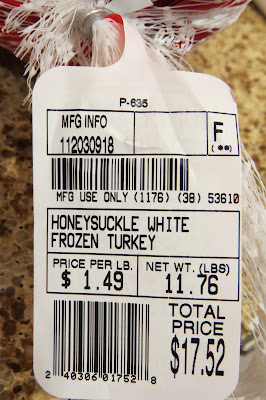 P-635
MFG INFO
112030918
F
(●●)
MFG USE ONLY (1176) (38) 53610
HONEYSUCKLE WHITE
FROZEN TURKEY
PRICE PER LB.
$ 1.49
NET WT. (LBS)
11.76
TOTAL
PRICE
$17.52
2 40306 01752 8